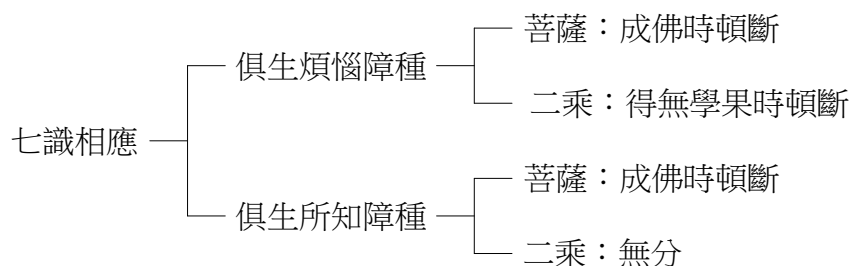 七識相應
俱生煩惱障種
菩薩：成佛時頓斷
二乘：得無學果時頓斷
俱生所知障種
菩薩：成佛時頓斷
二乘：無分